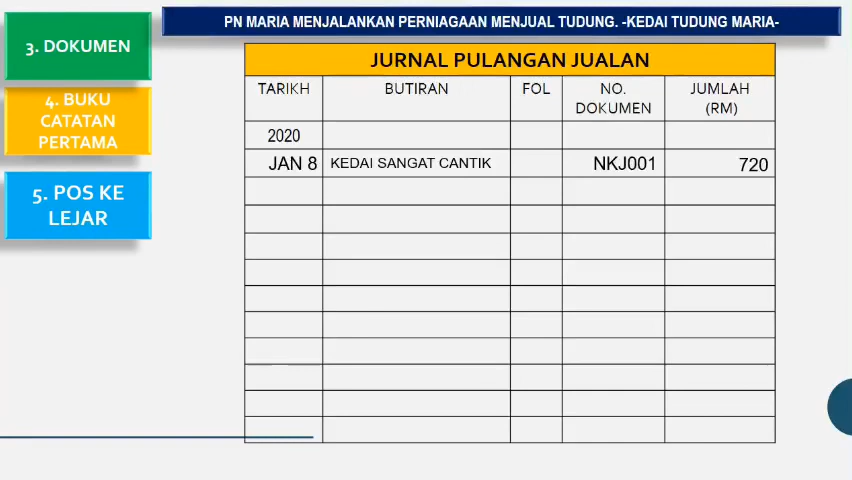 PN MARIA MENJALANKAN PERNIAGAAN MENJUAL TUDUNG. -KEDAI TUDUNG MARIA-
3. DOKUMEN
4. BUKU
CATATAN
PERTAMA
5. POS KE
LEJAR
JURNAL PULANGAN JUALAN
TARIKH BUTIRAN FOL NO. DOKUMEN JUMLAH (RM)
2020
JAN 8 KEDAI SANGAT CANTIK NKJ001 720